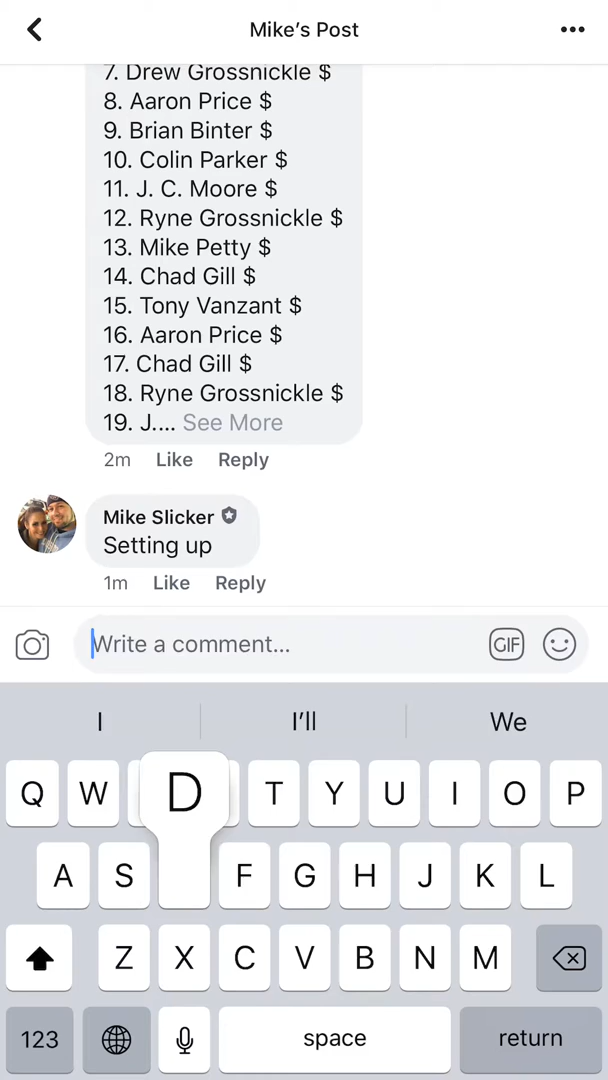 Mike's Post
7. Drew Grossnickle $
8. Aaron Price $
9. Brian Binter $
10. Colin Parker $
11. J. C. Moore $
12. Ryne Grossnickle $
13. Mike Petty $
14. Chad Gill $
15. Tony Vanzant $
16. Aaron Price $
17. Chad Gill $
18. Ryne Grossnickle $
19. J.... See More
2m Like Reply
Mike Slicker
Setting up
1m Like Reply
Write a comment... GIF
I I'll We
Q W D T Y U I O P
A S F G H J K L
Z X C V B N M
123 space return